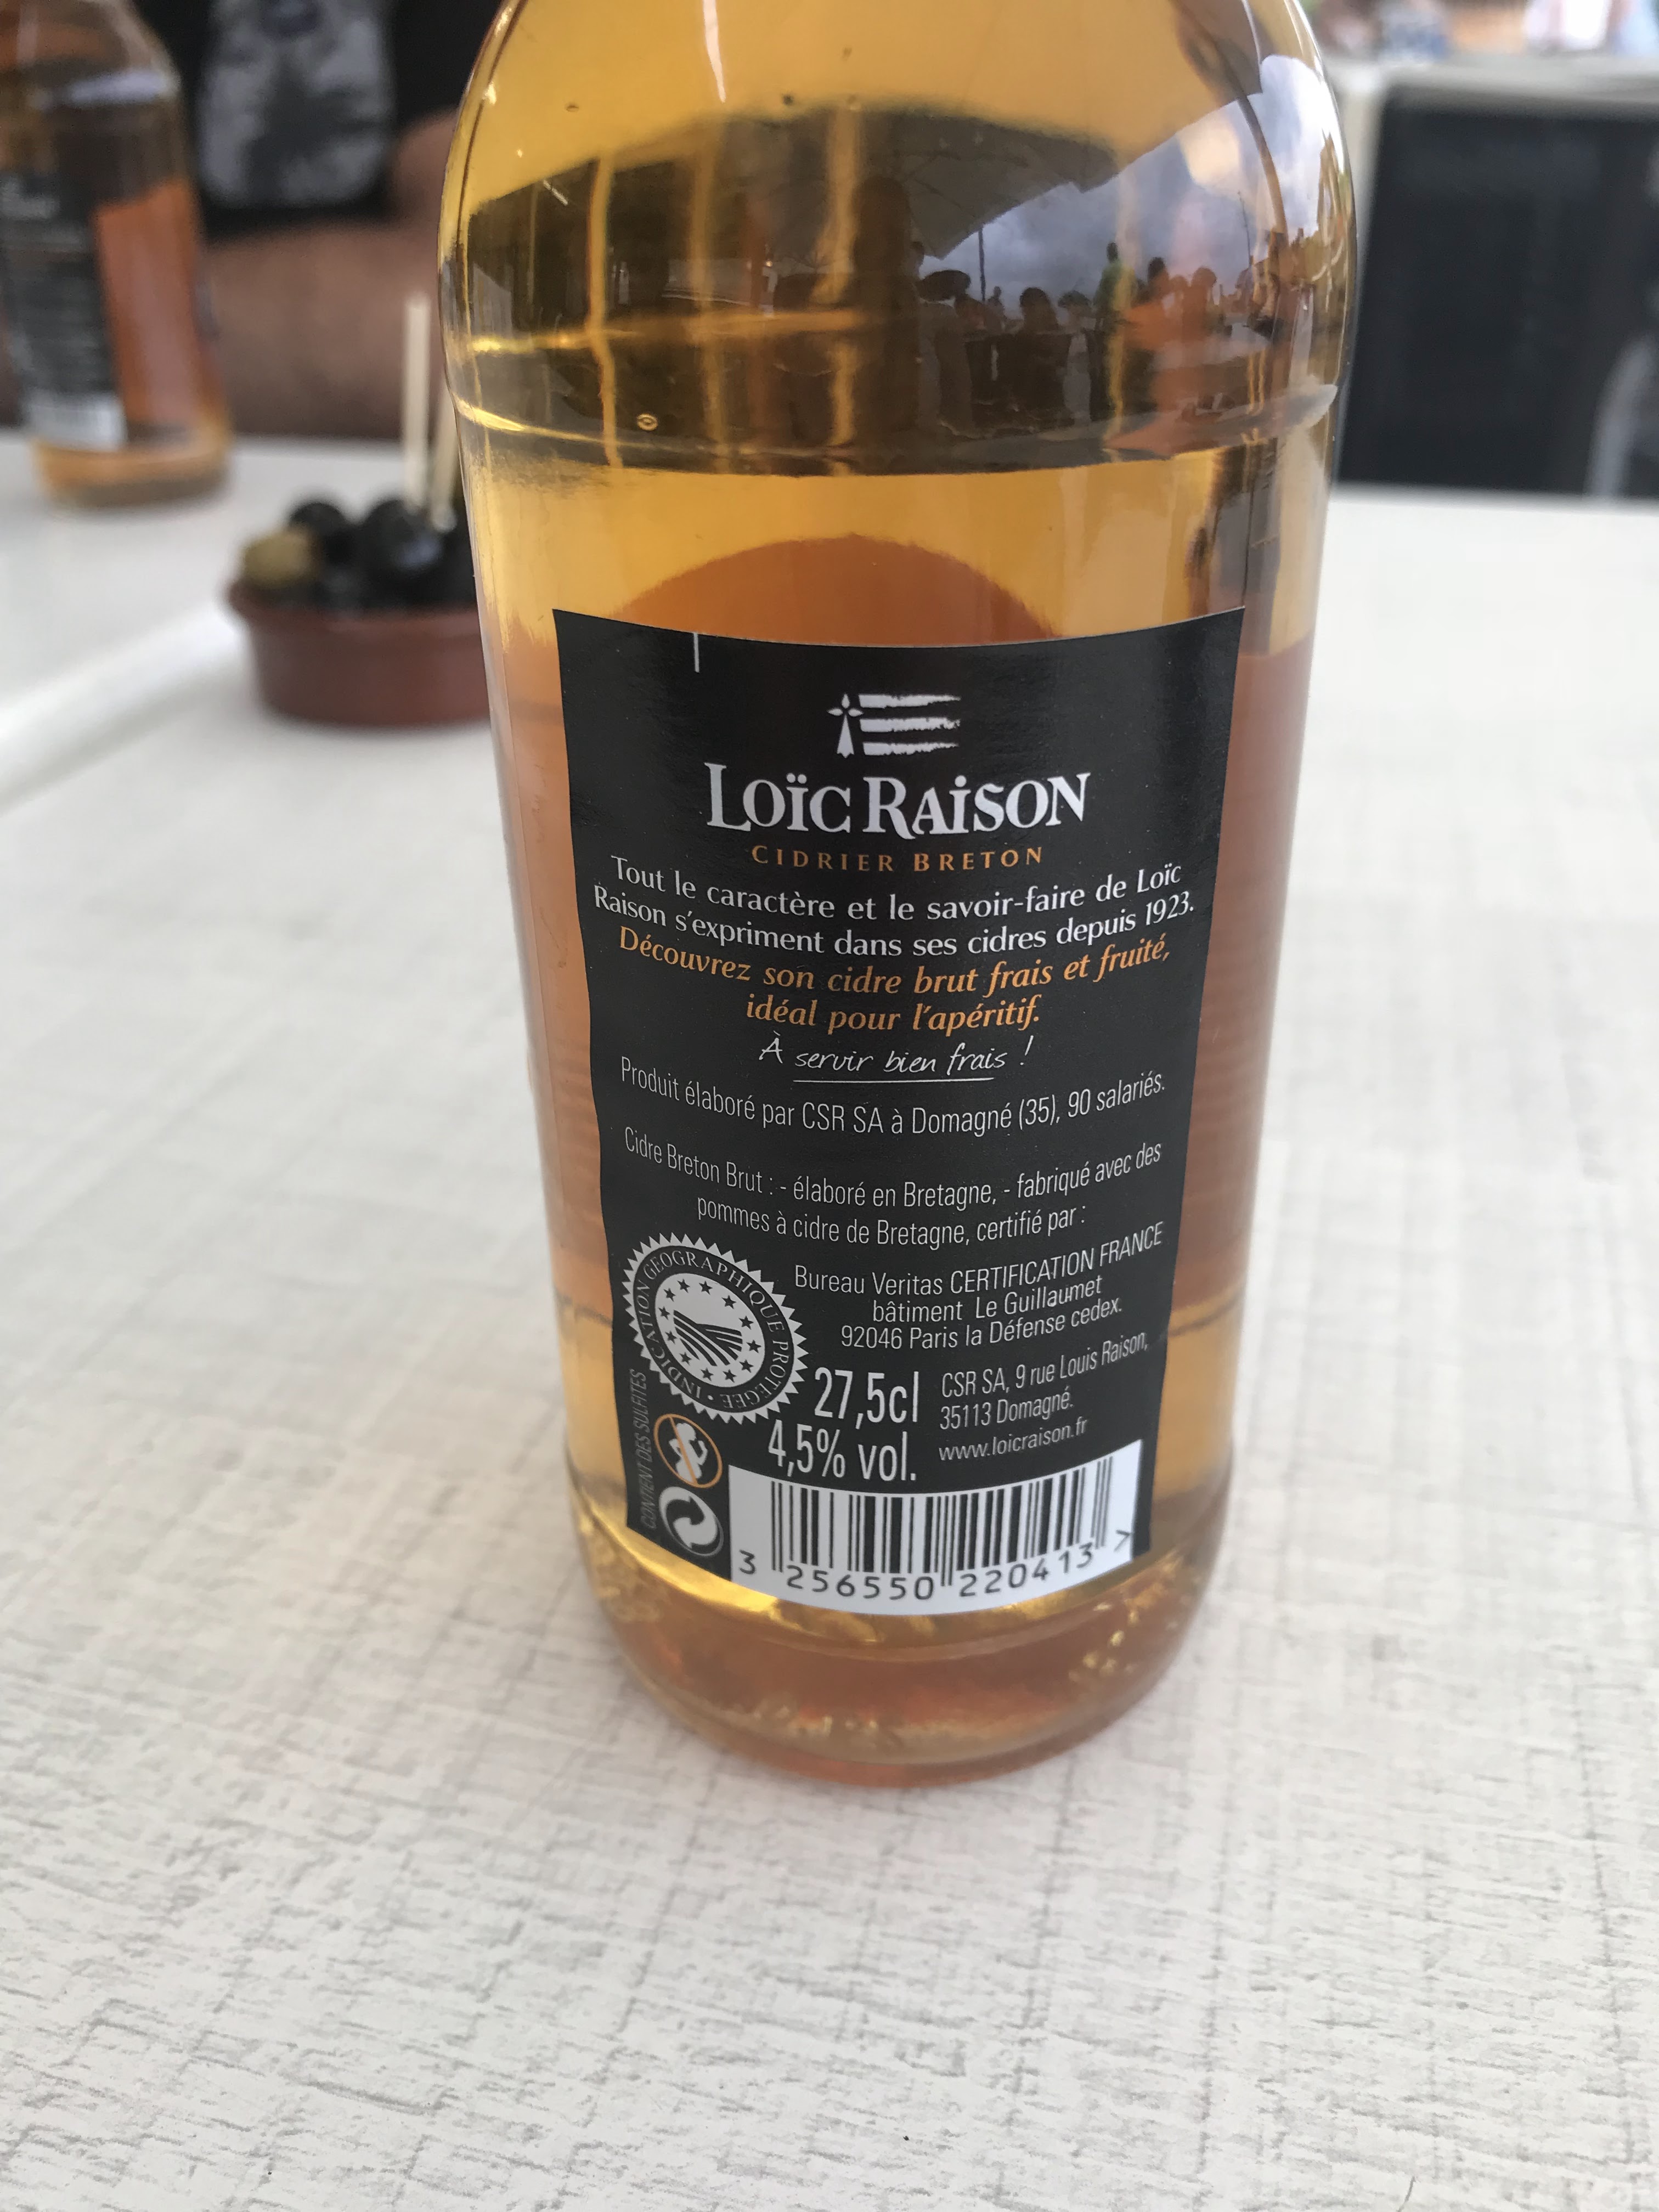 LOÏC RAISON
CIDRIER BRETON
Tout le caractère et le savoir-faire de Loïc
Raison s'expriment dans ses cidres depuis 1923.
Découvrez son cidre brut frais et fruité,
idéal pour l'apéritif.
À servir bien frais !
Produit élaboré par CSR SA à Domagné (35), 90 salariés.
Cidre Breton Brut : - élaboré en Bretagne, - fabriqué avec des
pommes à cidre de Bretagne, certifié par :
INDICATION GEOGRAPHIQUE PROTEGEE •
Bureau Veritas CERTIFICATION FRANCE
bâtiment Le Guillaumet
92046 Paris la Défense cedex.
27,5cl
4,5% vol.
CSR SA, 9 rue Louis Raison,
35113 Domagné.
www.loicraison.fr
CONTIENT DES SULFITES
3 256550 220413 >